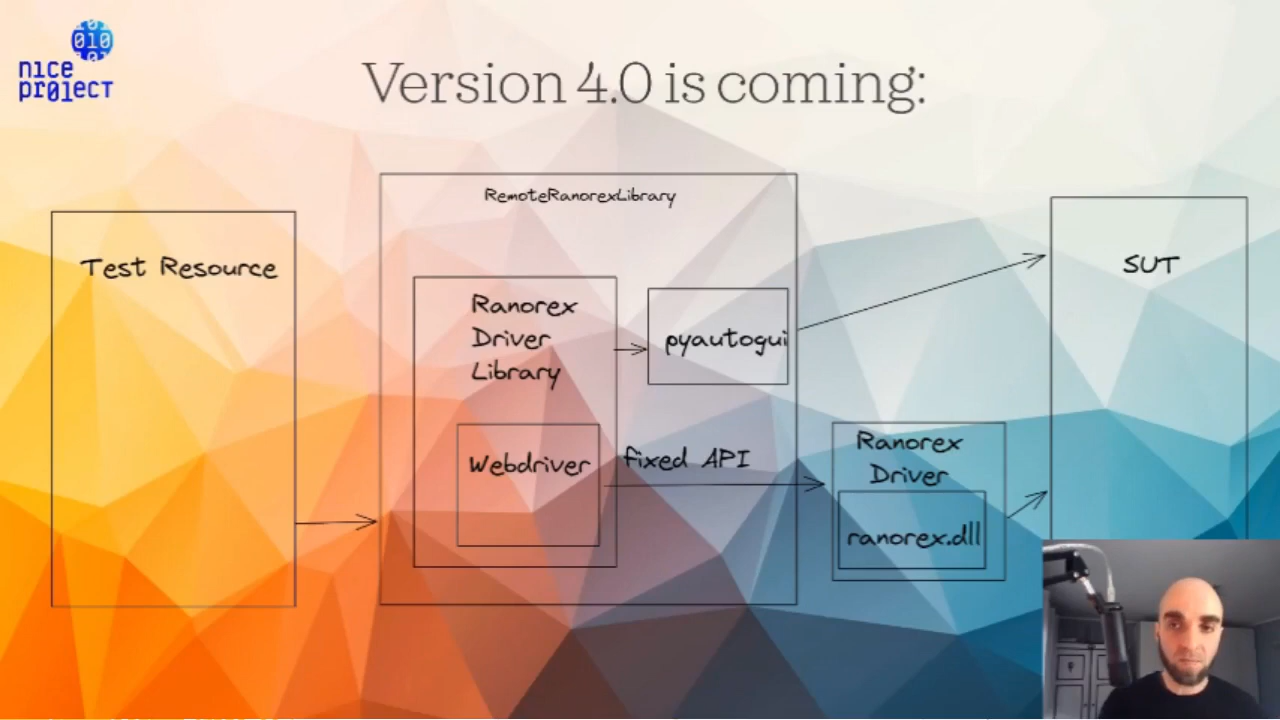 010
n1ce
pr0ject
Version 4.0 is coming:
RemoteRanorexLibrary
Test Resource
Ranorex
Driver
Library
pyautogui
Webdriver
fixed API
Ranorex
Driver
ranorex.dll
SUT